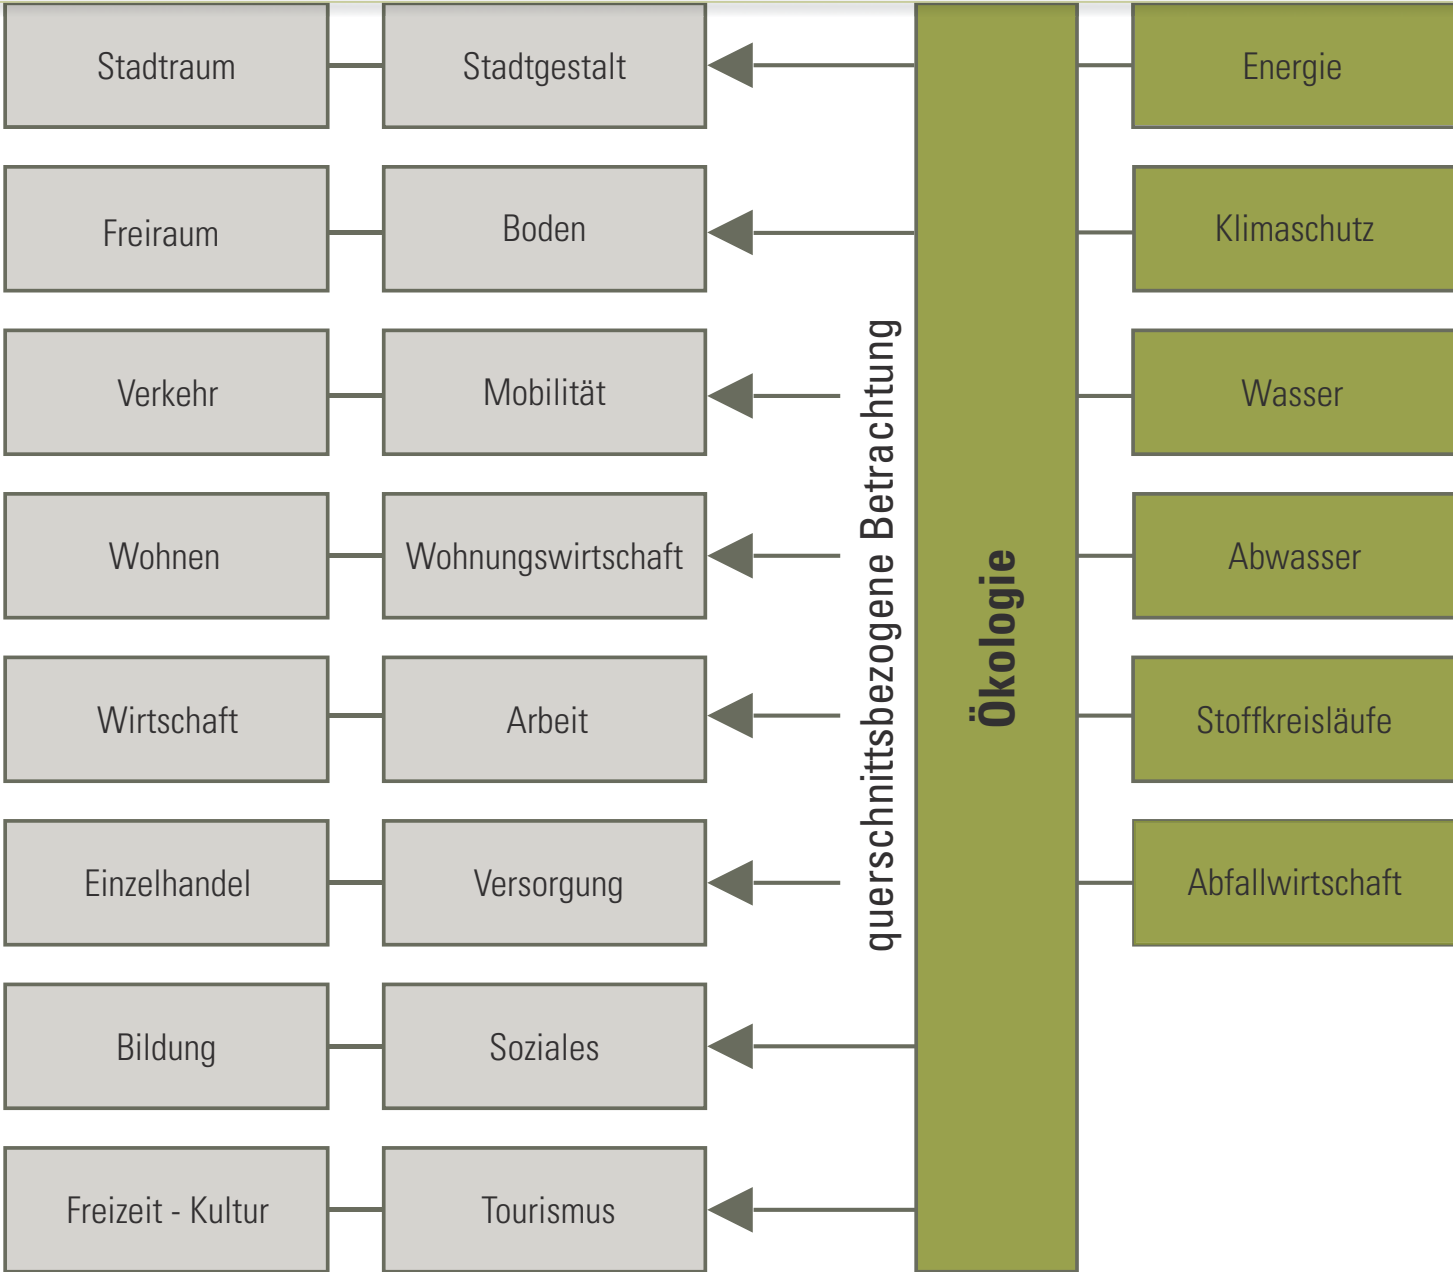 Stadtraum
Stadtgestalt
Energie
Freiraum
Boden
Klimaschutz
Verkehr
Mobilität
Wasser
Wohnen
Wohnungswirtschaft
Abwasser
Wirtschaft
Arbeit
Stoffkreisläufe
Einzelhandel
Versorgung
Abfallwirtschaft
Bildung
Soziales
Freizeit - Kultur
Tourismus
querschnittsbezogene Betrachtung
Ökologie